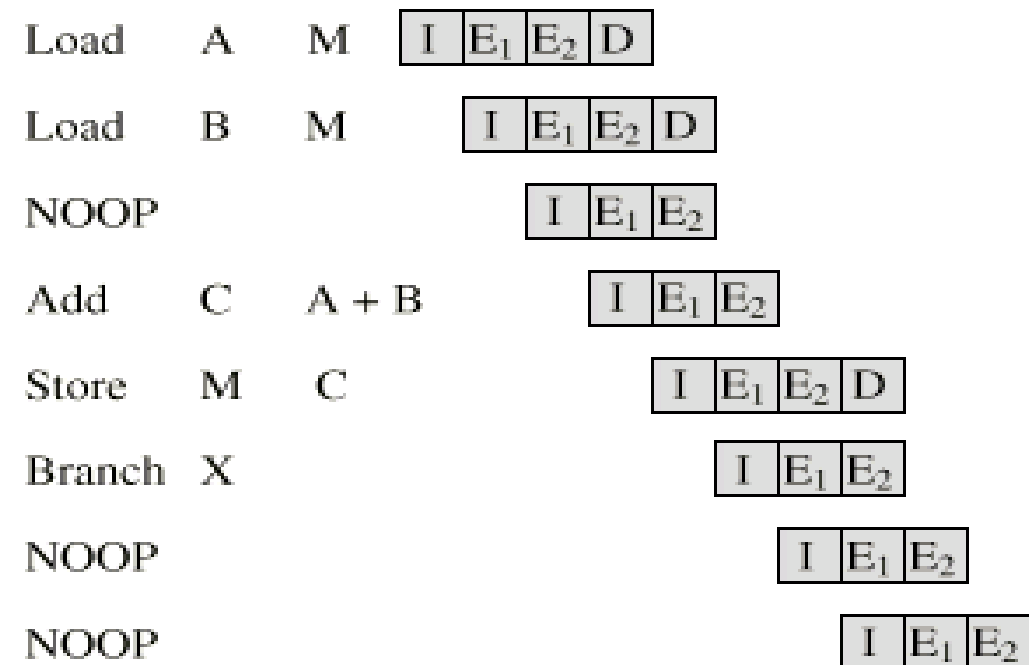 Load A M I E₁ E₂ D
Load B M I E₁ E₂ D
NOOP I E₁ E₂
Add C A + B I E₁ E₂
Store M C I E₁ E₂ D
Branch X I E₁ E₂
NOOP I E₁ E₂
NOOP I E₁ E₂